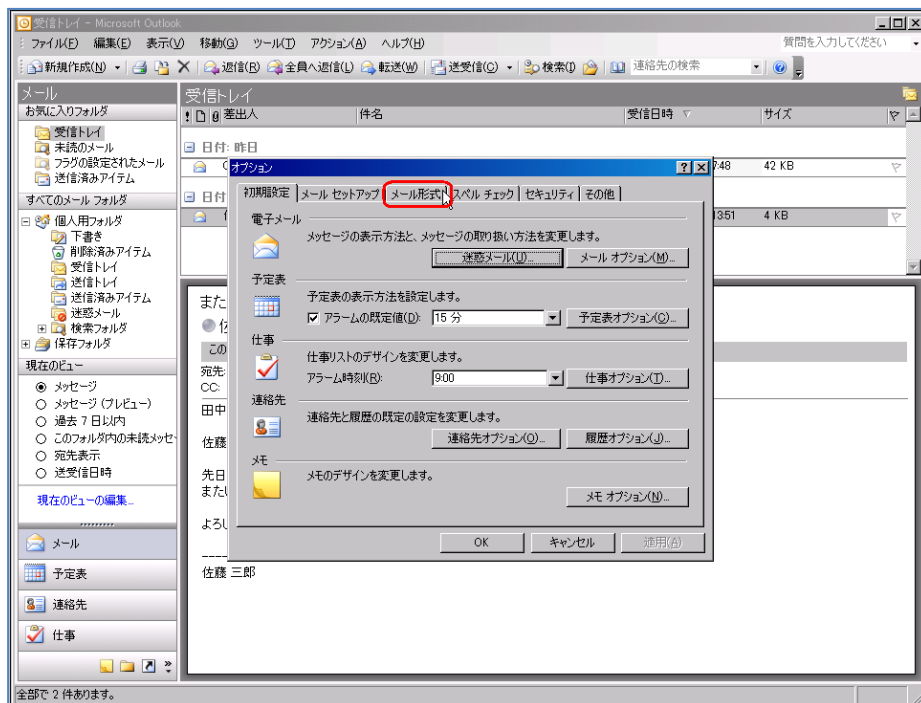 受信トレイ - Microsoft Outlook
ファイル(F) 編集(E) 表示(V) 移動(G) ツール(T) アクション(A) ヘルプ(H) 質問を入力してください
新規作成(N) 返信(R) 全員へ返信(L) 転送(W) 送受信(C) 検索(I) 連絡先の検索
メール
お気に入りフォルダ
受信トレイ
未読のメール
フラグの設定されたメール
送信済みアイテム
すべてのメール フォルダ
個人用フォルダ
下書き
削除済みアイテム
受信トレイ
送信トレイ
送信済みアイテム
迷惑メール
検索フォルダ
保存フォルダ
現在のビュー
メッセージ
メッセージ (プレビュー)
過去 7 日以内
このフォルダ内の未読メッセ
宛先表示
送受信日時
現在のビューの編集...
メール
予定表
連絡先
仕事
受信トレイ
差出人 件名 受信日時 サイズ
日付: 昨日
7:48 42 KB
日付
13:51 4 KB
オプション
初期設定 メール セットアップ メール形式 スペル チェック セキュリティ その他
電子メール
メッセージの表示方法と、メッセージの取り扱い方法を変更します。
迷惑メール(U)... メール オプション(M)...
予定表
予定表の表示方法を設定します。
アラームの既定値(D): 15 分 予定表オプション(C)...
仕事
仕事リストのデザインを変更します。
アラーム時刻(R): 9:00 仕事オプション(T)...
連絡先
連絡先と履歴の既定の設定を変更します。
連絡先オプション(O)... 履歴オプション(J)...
メモ
メモのデザインを変更します。
メモ オプション(N)...
OK キャンセル 適用(A)
また
この
宛先:
CC:
田中
佐藤
先日
また
よろし
佐藤 三郎
全部で 2 件あります。